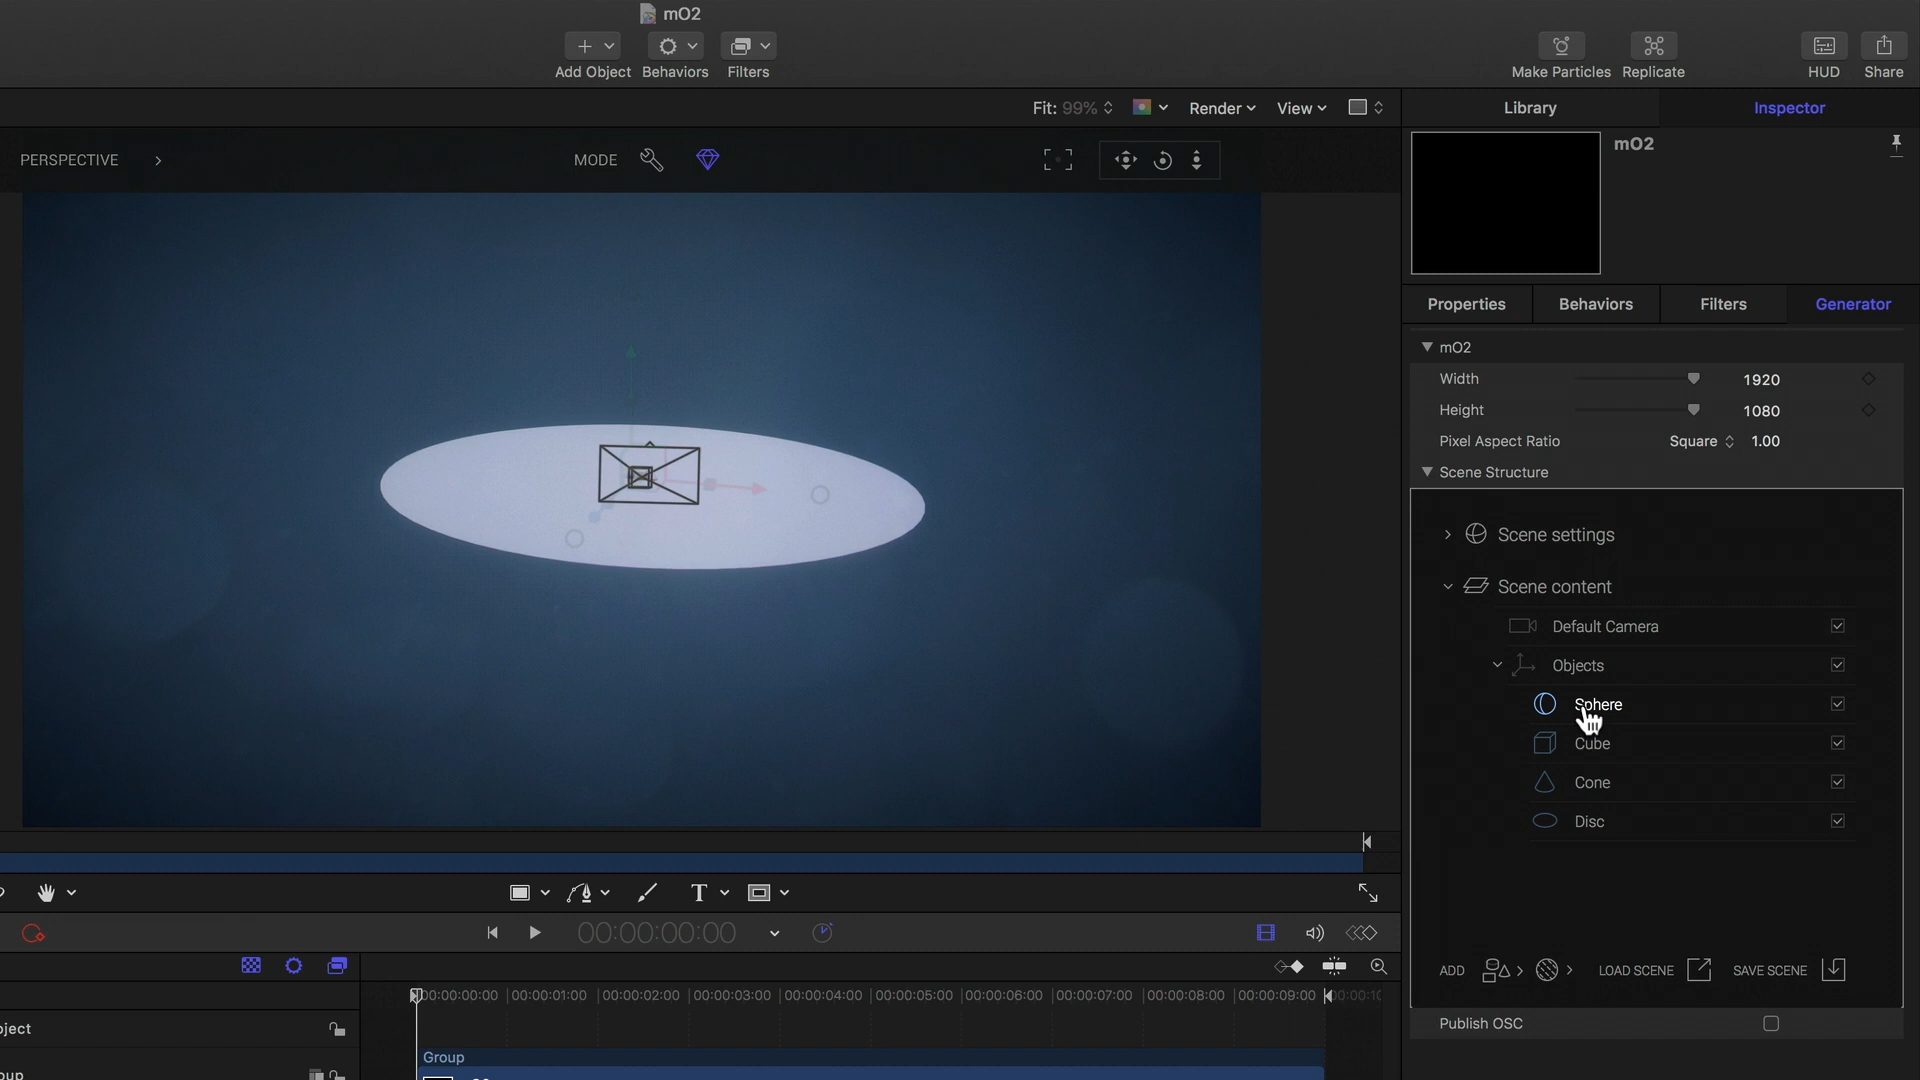 mO2
Add Object Behaviors Filters
Make Particles Replicate HUD Share
Fit: 99% Render View
Library Inspector
PERSPECTIVE MODE
mO2
Properties Behaviors Filters Generator
mO2
Width 1920
Height 1080
Pixel Aspect Ratio Square 1.00
Scene Structure
Scene settings
Scene content
Default Camera
Objects
Sphere
Cube
Cone
Disc
T
00:00:00:00
ADD LOAD SCENE SAVE SCENE
00:00:00:00 00:00:01:00 00:00:02:00 00:00:03:00 00:00:04:00 00:00:05:00 00:00:06:00 00:00:07:00 00:00:08:00 00:00:09:00 00:00:10
Publish OSC
ject
Group